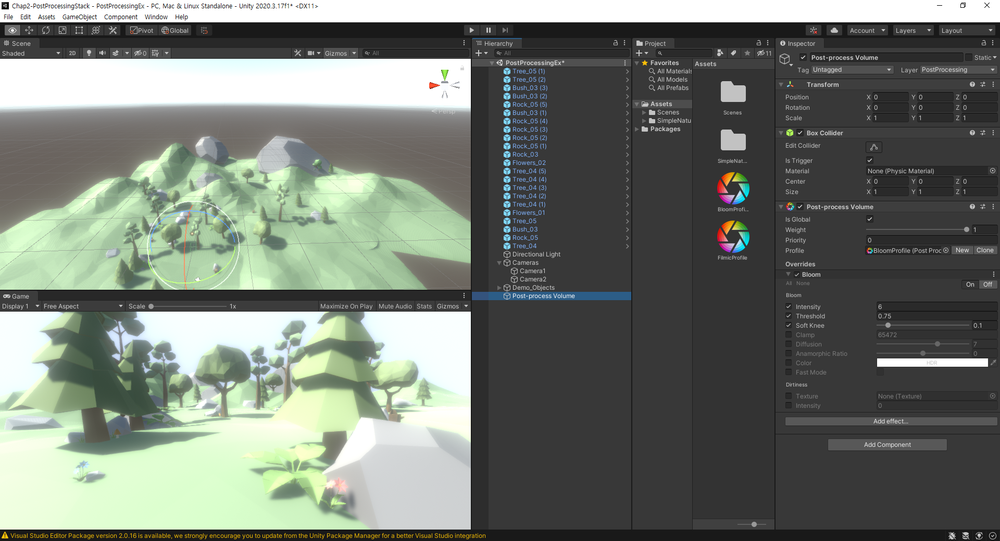 Chap2-PostProcessingStack - PostProcessingEx - PC, Mac & Linux Standalone - Unity 2020.3.17f1* <DX11>
File Edit Assets GameObject Component Window Help
Pivot Global Account Layers Layout
Scene
Shaded 2D 0 Gizmos All
Persp
Game
Display 1 Free Aspect Scale 1x Maximize On Play Mute Audio Stats Gizmos
Hierarchy
All
PostProcessingEx*
Tree_05 (1)
Tree_05 (2)
Bush_03 (3)
Bush_03 (2)
Rock_05 (5)
Bush_03 (1)
Rock_05 (4)
Rock_05 (3)
Rock_05 (2)
Rock_05 (1)
Rock_03
Flowers_02
Tree_04 (5)
Tree_04 (4)
Tree_04 (3)
Tree_04 (2)
Tree_04 (1)
Flowers_01
Tree_05
Bush_03
Rock_05
Tree_04
Directional Light
Cameras
Camera1
Camera2
Demo_Objects
Post-process Volume
Project
11
Favorites
All Materials
All Models
All Prefabs
Assets
Scenes
SimpleNatu
Packages
Assets
Scenes
SimpleNat...
BloomProfi...
FilmicProfile
Inspector
Post-process Volume Static
Tag Untagged Layer PostProcessing
Transform
Position X 0 Y 0 Z 0
Rotation X 0 Y 0 Z 0
Scale X 1 Y 1 Z 1
Box Collider
Edit Collider
Is Trigger
Material None (Physic Material)
Center X 0 Y 0 Z 0
Size X 1 Y 1 Z 1
Post-process Volume
Is Global
Weight 1
Priority 0
Profile BloomProfile (Post Proc New Clone
Overrides
Bloom
All None On Off
Bloom
Intensity 6
Threshold 0.75
Soft Knee 0.1
Clamp 65472
Diffusion 7
Anamorphic Ratio 0
Color HDR
Fast Mode
Dirtiness
Texture None (Texture)
Intensity 0
Add effect...
Add Component
Visual Studio Editor Package version 2.0.16 is available, we strongly encourage you to update from the Unity Package Manager for a better Visual Studio integration